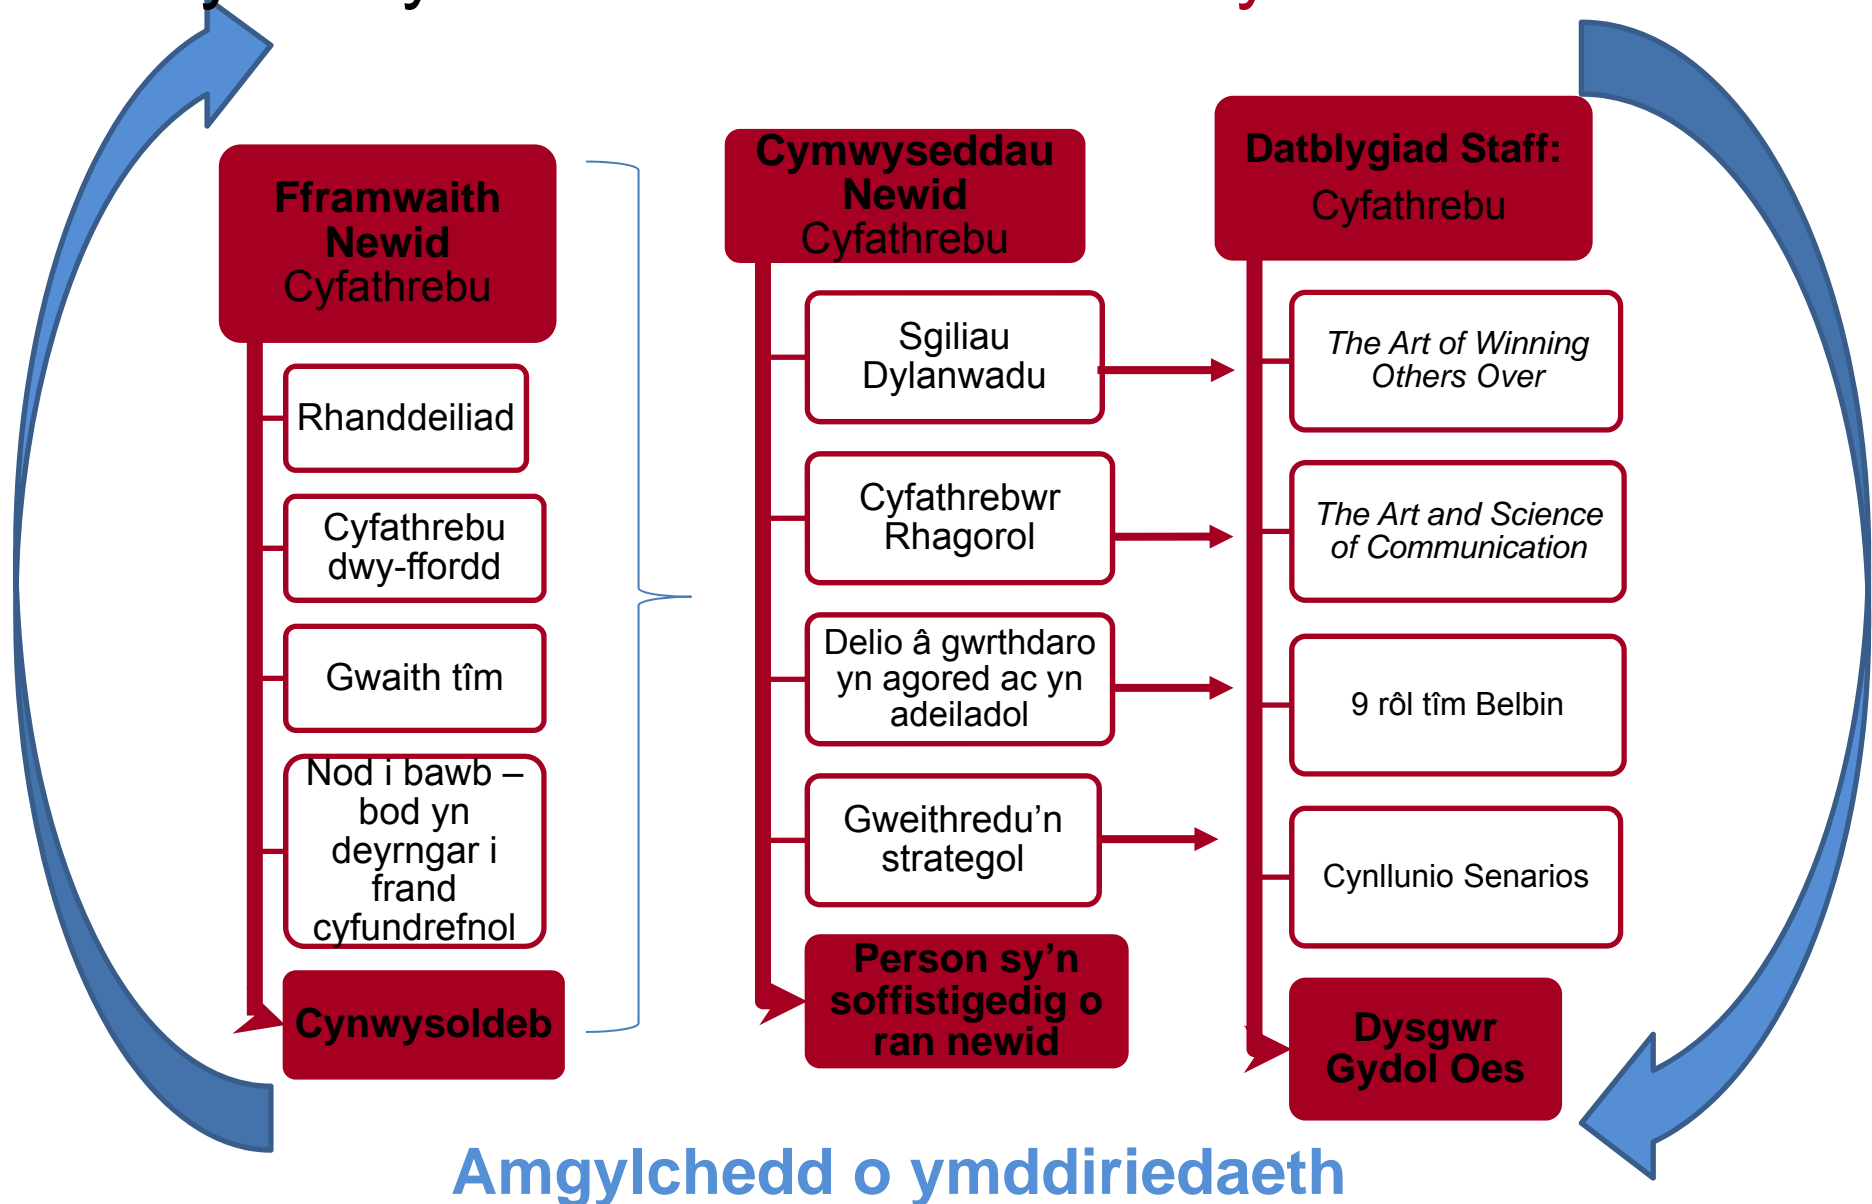 Fframwaith
Newid
Cyfathrebu
Rhanddeiliad
Cyfathrebu
dwy-ffordd
Gwaith tîm
Nod i bawb –
bod yn
deyrngar i
frand
cyfundrefnol
Cynwysoldeb
Cymwyseddau
Newid
Cyfathrebu
Sgiliau
Dylanwadu
Cyfathrebwr
Rhagorol
Delio â gwrthdaro
yn agored ac yn
adeiladol
Gweithredu’n
strategol
Person sy’n
soffistigedig o
ran newid
Datblygiad Staff:
Cyfathrebu
The Art of Winning
Others Over
The Art and Science
of Communication
9 rôl tîm Belbin
Cynllunio Senarios
Dysgwr
Gydol Oes
Amgylchedd o ymddiriedaeth